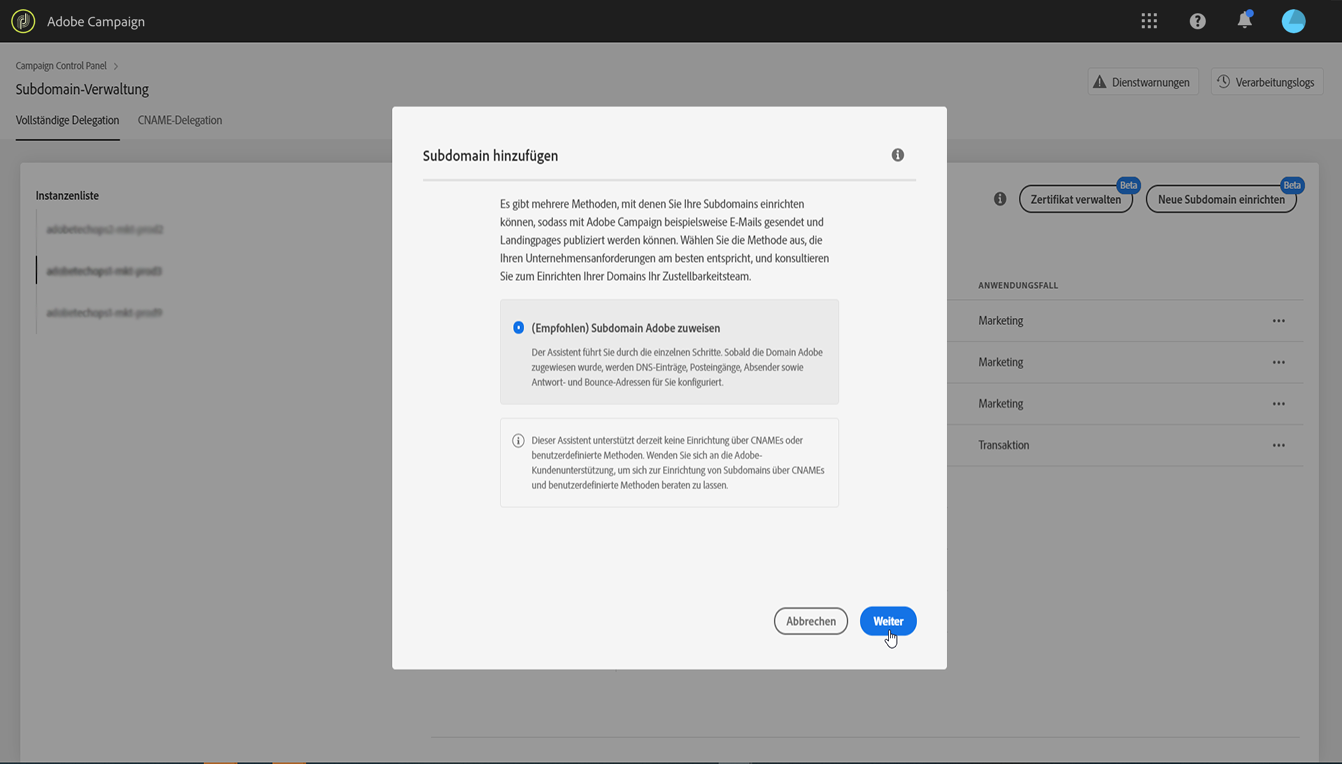 Adobe Campaign
Campaign Control Panel
Subdomain-Verwaltung
Dienstwarnungen
Verarbeitungslogs
Vollständige Delegation
CNAME-Delegation
Instanzenliste
Zertifikat verwalten
Beta
Neue Subdomain einrichten
Beta
ANWENDUNGSFALL
Marketing
Marketing
Marketing
Transaktion
Subdomain hinzufügen
Es gibt mehrere Methoden, mit denen Sie Ihre Subdomains einrichten
können, sodass mit Adobe Campaign beispielsweise E-Mails gesendet und
Landingpages publiziert werden können. Wählen Sie die Methode aus, die
Ihren Unternehmensanforderungen am besten entspricht, und konsultieren
Sie zum Einrichten Ihrer Domains Ihr Zustellbarkeitsteam.
(Empfohlen) Subdomain Adobe zuweisen
Der Assistent führt Sie durch die einzelnen Schritte. Sobald die Domain Adobe
zugewiesen wurde, werden DNS-Einträge, Posteingänge, Absender sowie
Antwort- und Bounce-Adressen für Sie konfiguriert.
Dieser Assistent unterstützt derzeit keine Einrichtung über CNAMEs oder
benutzerdefinierte Methoden. Wenden Sie sich an die Adobe-
Kundenunterstützung, um sich zur Einrichtung von Subdomains über CNAMEs
und benutzerdefinierte Methoden beraten zu lassen.
Abbrechen
Weiter